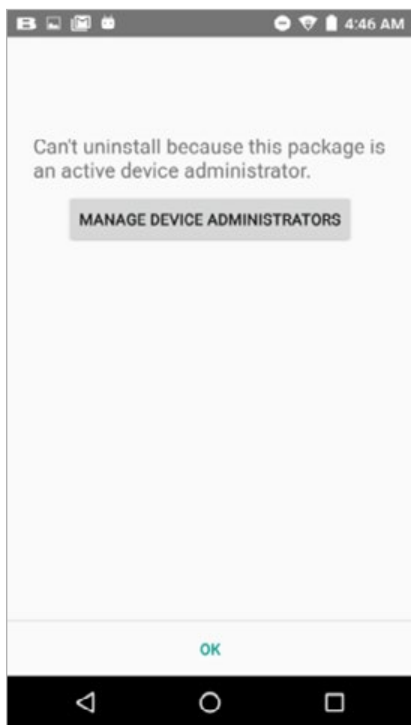 B 4:46 AM
Can't uninstall because this package is
an active device administrator.
MANAGE DEVICE ADMINISTRATORS
OK